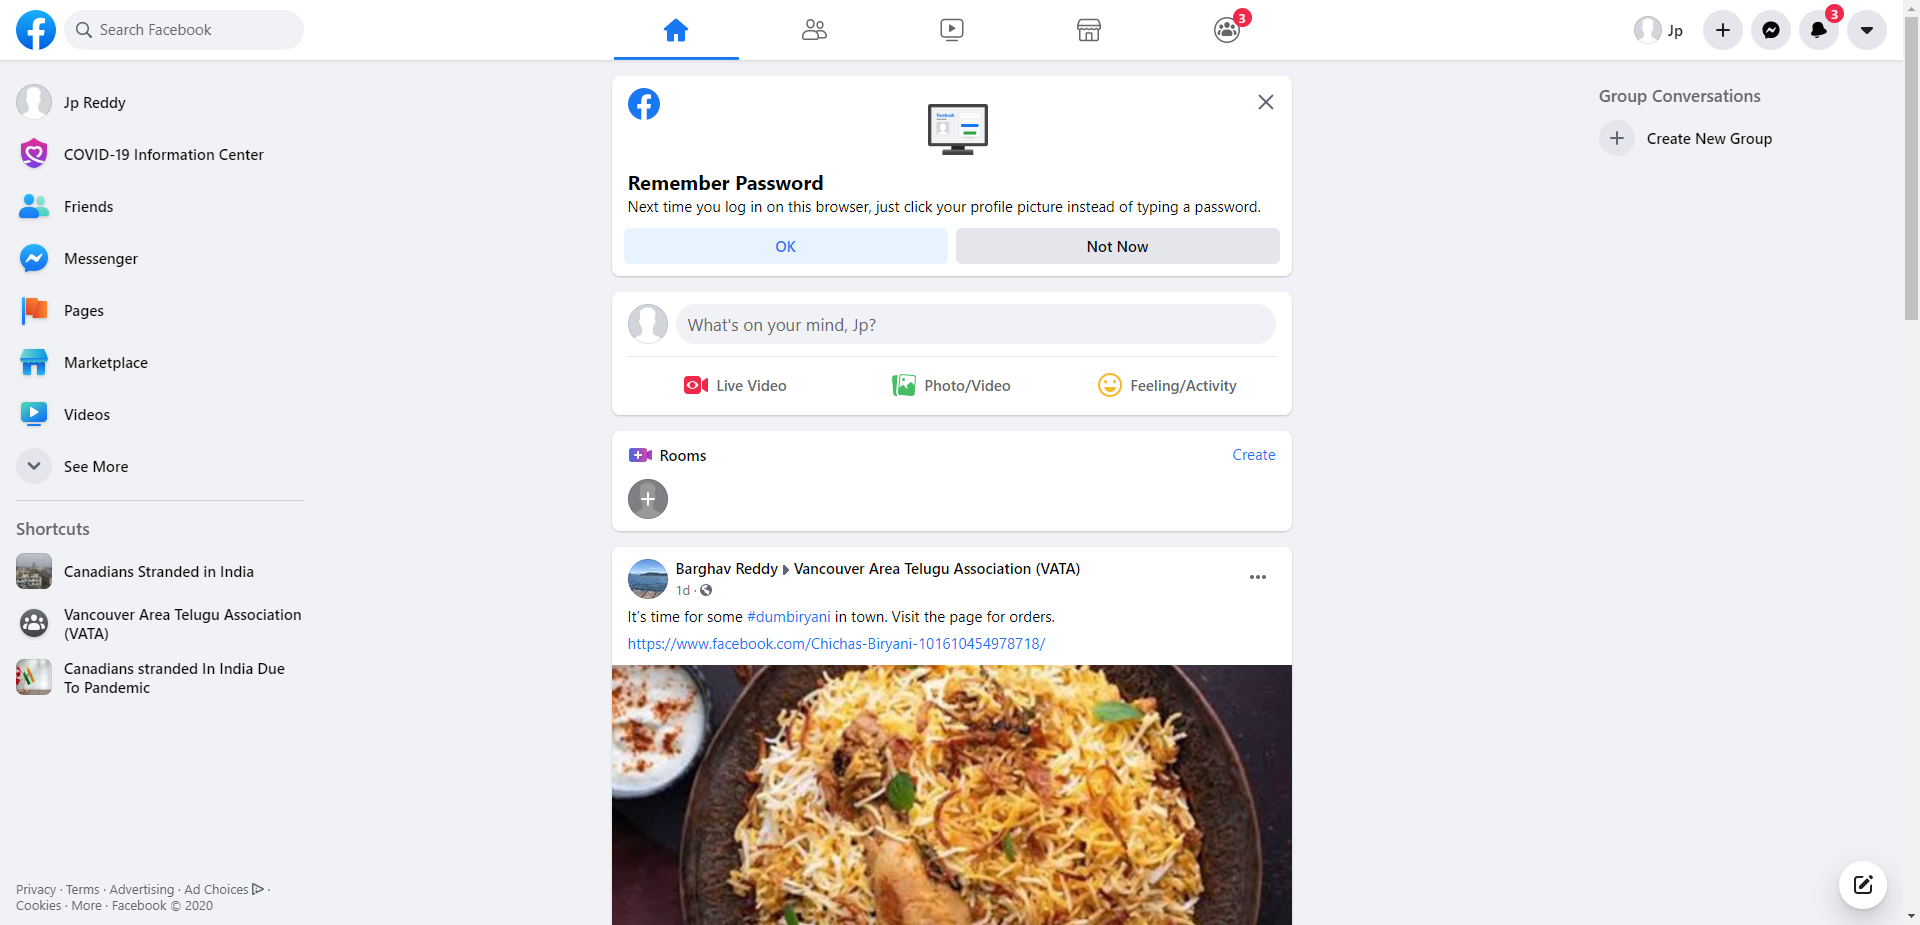 Search Facebook
3
Jp
3
Jp Reddy
COVID-19 Information Center
Friends
Messenger
Pages
Marketplace
Videos
See More
Shortcuts
Canadians Stranded in India
Vancouver Area Telugu Association
(VATA)
Canadians stranded In India Due
To Pandemic
Privacy · Terms · Advertising · Ad Choices ·
Cookies · More · Facebook © 2020
facebook
Remember Password
Next time you log in on this browser, just click your profile picture instead of typing a password.
OK
Not Now
What's on your mind, Jp?
Live Video
Photo/Video
Feeling/Activity
Rooms
Create
Barghav Reddy Vancouver Area Telugu Association (VATA)
1d ·
It's time for some #dumbiryani in town. Visit the page for orders.
https://www.facebook.com/Chichas-Biryani-101610454978718/
Group Conversations
Create New Group